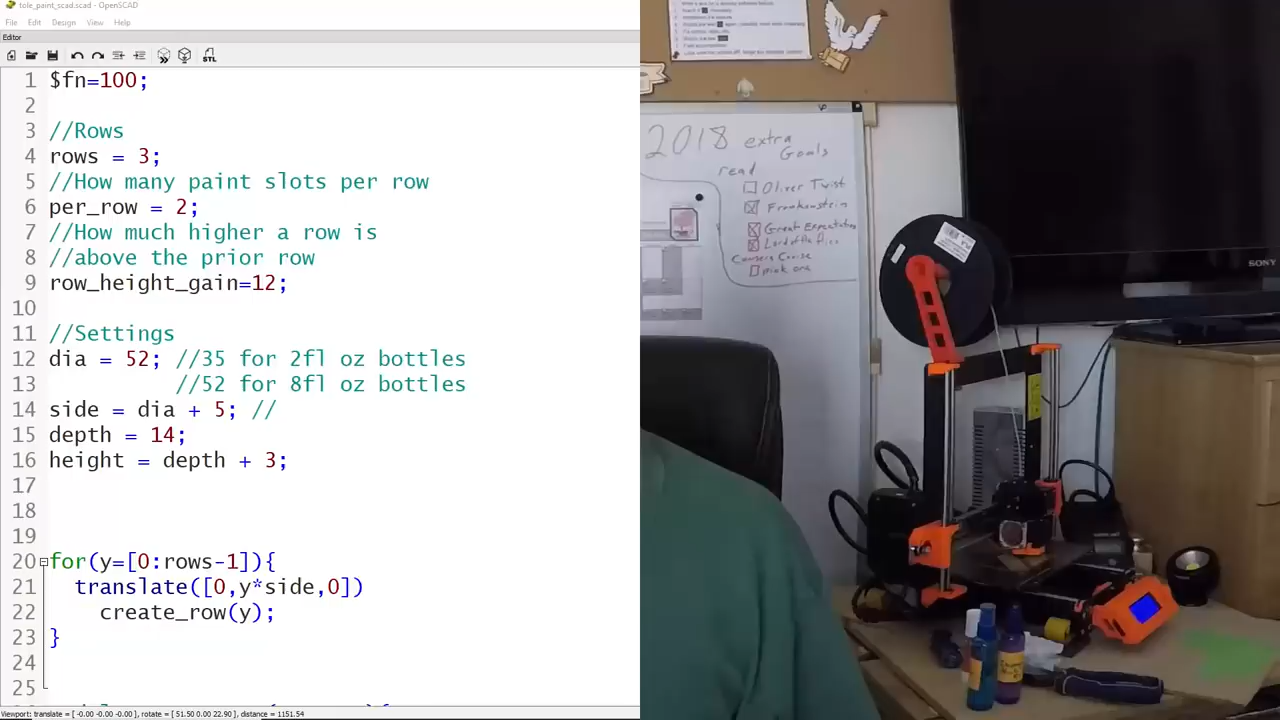 tole_paint_scad.scad - OpenSCAD
File Edit Design View Help
Editor
STL
1 $fn=100;
2
3 //Rows
4 rows = 3;
5 //How many paint slots per row
6 per_row = 2;
7 //How much higher a row is
8 //above the prior row
9 row_height_gain=12;
10
11 //Settings
12 dia = 52; //35 for 2fl oz bottles
13 //52 for 8fl oz bottles
14 side = dia + 5; //
15 depth = 14;
16 height = depth + 3;
17
18
19
20 for(y=[0:rows-1]){
21 translate([0,y*side,0])
22 create_row(y);
23 }
24
25
Viewport: translate = [ -0.00 -0.00 -0.00 ], rotate = [ 51.50 0.00 22.90 ], distance = 1151.54
2018 extra
Goals
read
Oliver Twist
Frankenstein
Great Expectations
Lord of the Flies
Coursera Course
SONY